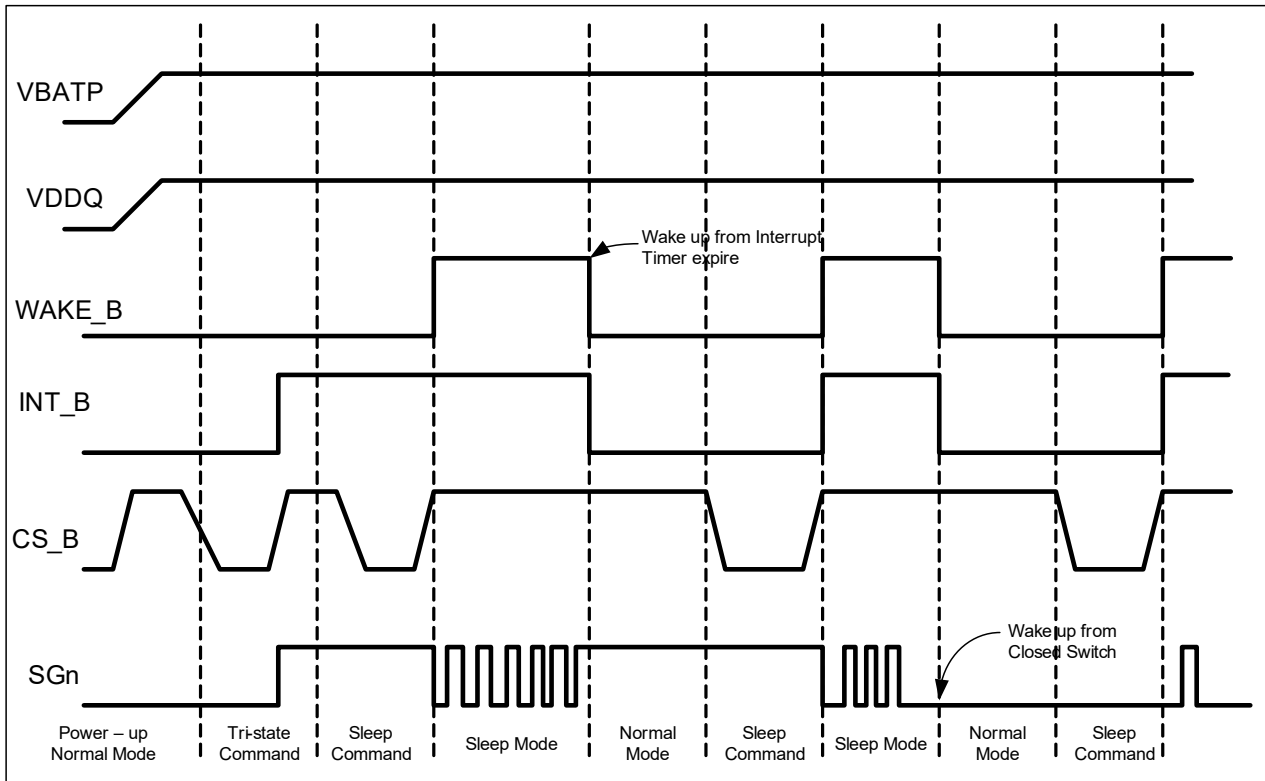 VBATP
VDDQ
Wake up from Interrupt
Timer expire
WAKE_B
INT_B
CS_B
Wake up from
Closed Switch
SGn
Power – up
Normal Mode
Tri-state
Command
Sleep
Command
Sleep Mode
Normal
Mode
Sleep
Command
Sleep Mode
Normal
Mode
Sleep
Command